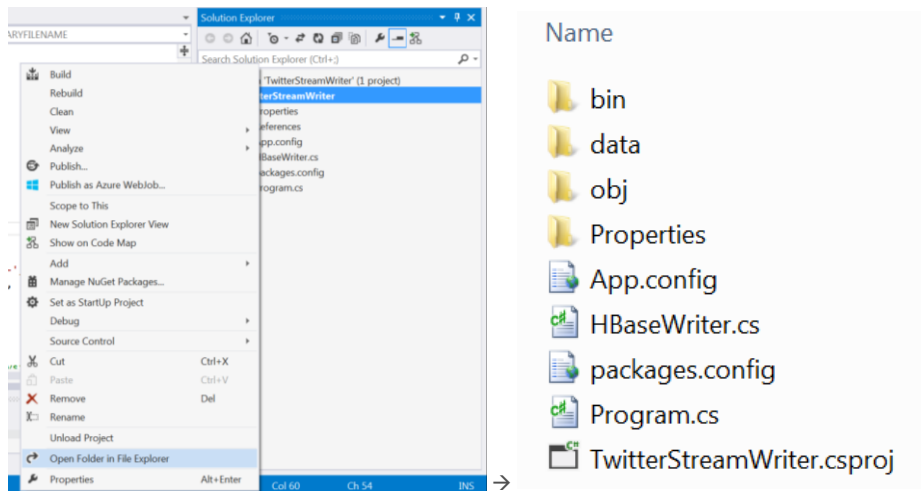 Solution Explorer
ARYFILENAME
Search Solution Explorer (Ctrl+;)
'TwitterStreamWriter' (1 project)
terStreamWriter
roperties
eferences
pp.config
BaseWriter.cs
ackages.config
rogram.cs
Build
Rebuild
Clean
View
Analyze
Publish...
Publish as Azure WebJob...
Scope to This
New Solution Explorer View
Show on Code Map
Add
Manage NuGet Packages...
Set as StartUp Project
Debug
Source Control
Cut Ctrl+X
Paste Ctrl+V
Remove Del
Rename
Unload Project
Open Folder in File Explorer
Properties Alt+Enter
Col 60 Ch 54 INS
→
Name
bin
data
obj
Properties
App.config
HBaseWriter.cs
packages.config
Program.cs
TwitterStreamWriter.csproj